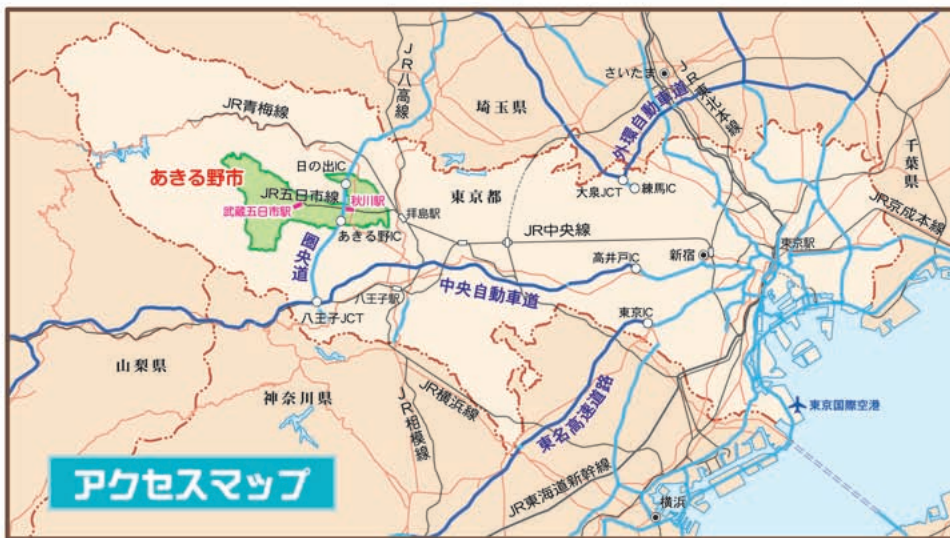 JR八高線
さいたま
JR東北本線
外環自動車道
埼玉県
JR青梅線
千葉県
日の出IC
あきる野市
JR五日市線
秋川駅
武蔵五日市駅
東京都
大泉JCT
練馬IC
拝島駅
JR京成本線
あきる野IC
JR中央線
東京駅
圏央道
高井戸IC
新宿
中央自動車道
八王子駅
八王子JCT
東京IC
山梨県
神奈川県
JR横浜線
JR相模線
東名高速道路
東京国際空港
アクセスマップ
JR東海道新幹線
横浜